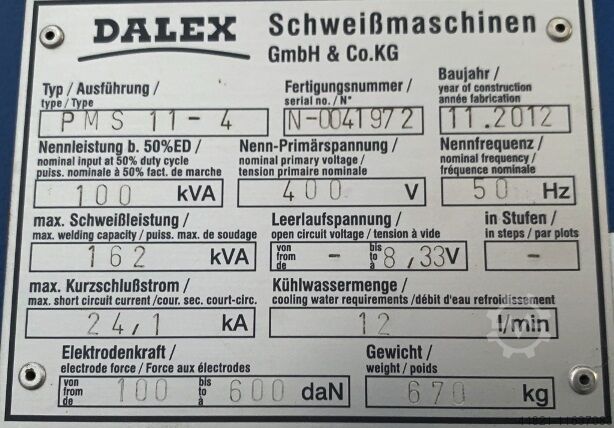 DALEX Schweißmaschinen
GmbH & Co.KG
Typ / Ausführung /
type / Type
PMS 11-4
Fertigungsnummer /
serial no. / N°
N-0041972
Baujahr /
year of construction
année fabrication
11.2012
Nennleistung b. 50%ED /
nominal input at 50% duty cycle
puiss. nominale à 50% fact. de marche
100 kVA
Nenn-Primärspannung /
nominal primary voltage /
tension primaire nominale
400 V
Nennfrequenz /
nominal frequency /
fréquence nominale
50 Hz
max. Schweißleistung /
max. welding capacity / puiss. max. de soudage
162 kVA
Leerlaufspannung /
open circuit voltage / tension à vide
von from de - bis to à 8,33 V
in Stufen /
in steps / par plots
-
max. Kurzschlußstrom /
max. short circuit current /cour. sec. court-circ.
24,1 kA
Kühlwassermenge /
cooling water requirements /débit d'eau refroidissement
12 l/min
Elektrodenkraft /
electrode force / Force aux électrodes
von from de 100 bis to à 600 daN
Gewicht /
weight / poids
670 kg